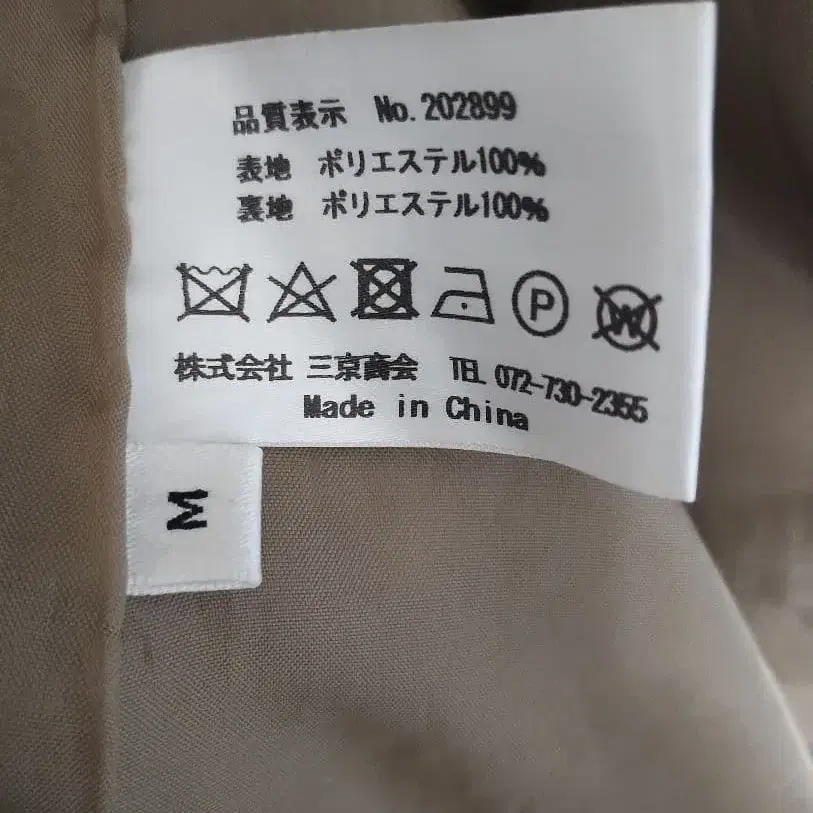 品質表示 No.202899
表地 ポリエステル100%
裏地 ポリエステル100%
P W
株式会社 三京商会 TEL 072-730-2355
Made in China
M